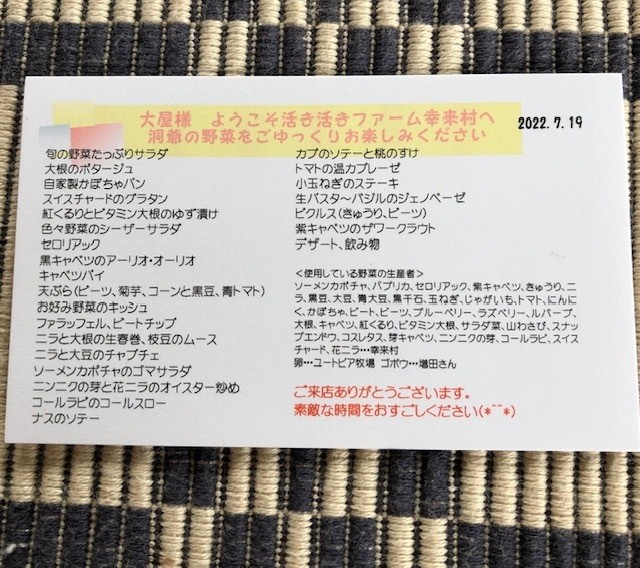 大屋様 ようこそ活き活きファーム幸来村へ
洞爺の野菜をごゆっくりお楽しみください
2022.7.19
旬の野菜たっぷりサラダ
大根のポタージュ
自家製かぼちゃパン
スイスチャードのグラタン
紅くるりとビタミン大根のゆず漬け
色々野菜のシーザーサラダ
セロリアック
黒キャベツのアーリオ・オーリオ
キャベツパイ
天ぷら(ビーツ、菊芋、コーンと黒豆、青トマト)
お好み野菜のキッシュ
ファラッフェル、ビートチップ
ニラと大根の生春巻、枝豆のムース
ニラと大豆のチャプチェ
ソーメンカボチャのゴマサラダ
ニンニクの芽と花ニラのオイスター炒め
コールラビのコールスロー
ナスのソテー
カブのソテーと桃のすけ
トマトの温カプレーゼ
小玉ねぎのステーキ
生パスタ～バジルのジェノベーゼ
ピクルス(きゅうり、ビーツ)
紫キャベツのザワークラウト
デザート、飲み物
＜使用している野菜の生産者＞
ソーメンカボチャ、パプリカ、セロリアック、紫キャベツ、きゅうり、ニ
ラ、黒豆、大豆、青大豆、黒千石、玉ねぎ、じゃがいも、トマト、にんに
く、かぼちゃ、ビート、ビーツ、ブルーベリー、ラズベリー、ルバーブ、
大根、キャベツ、紅くるり、ビタミン大根、サラダ菜、山わさび、スナッ
プエンドウ、コスレタス、芽キャベツ、ニンニクの芽、コールラビ、スイス
チャード、花ニラ・・・幸来村
卵・・・ユートピア牧場 ゴボウ・・・増田さん
ご来店ありがとうございます。
素敵な時間をおすごしください(*^^*)